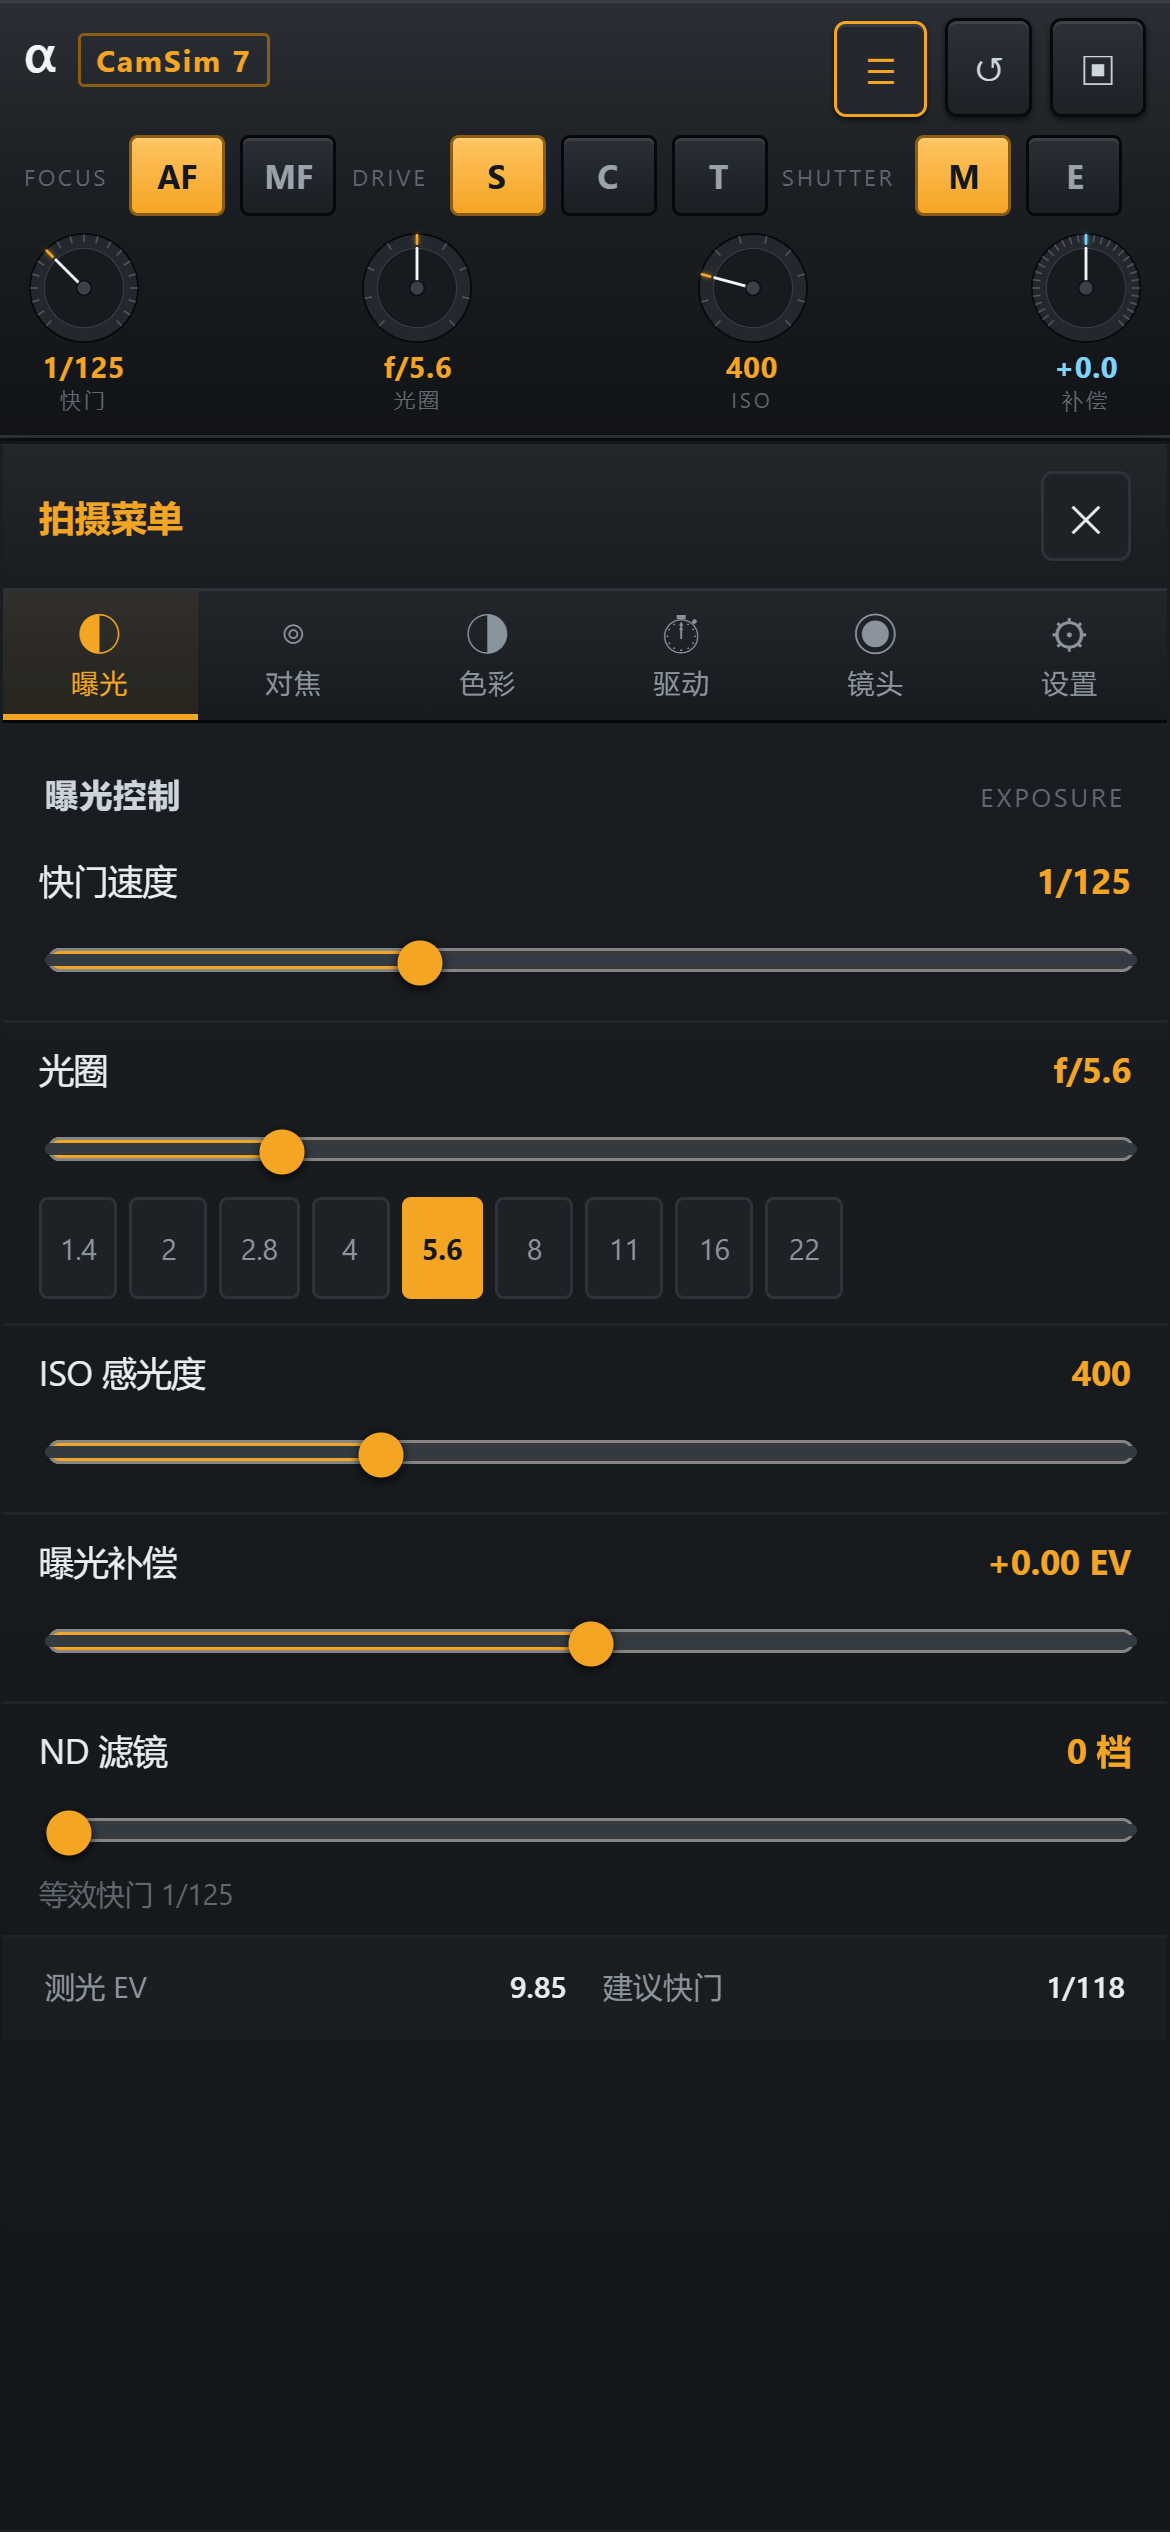 α CamSim 7
FOCUS AF MF DRIVE S C T SHUTTER M E
1/125 f/5.6 400 +0.0
快门 光圈 ISO 补偿
拍摄菜单
曝光 对焦 色彩 驱动 镜头 设置
曝光控制 EXPOSURE
快门速度 1/125
光圈 f/5.6
1.4 2 2.8 4 5.6 8 11 16 22
ISO 感光度 400
曝光补偿 +0.00 EV
ND 滤镜 0 档
等效快门 1/125
测光 EV 9.85 建议快门 1/118